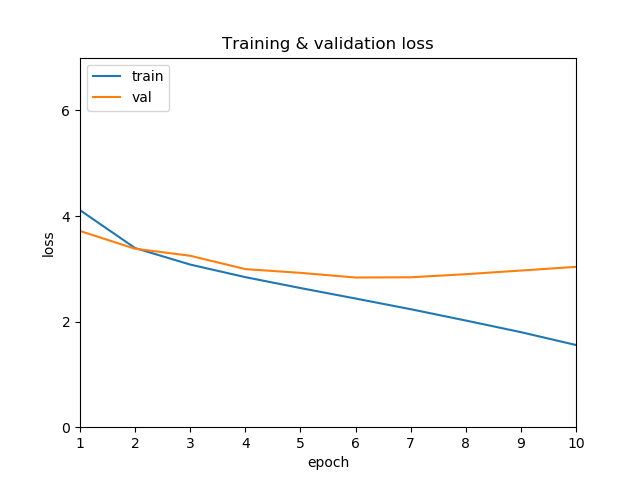 Training & validation loss
train
val
6
4
2
0
loss
1 2 3 4 5 6 7 8 9 10
epoch